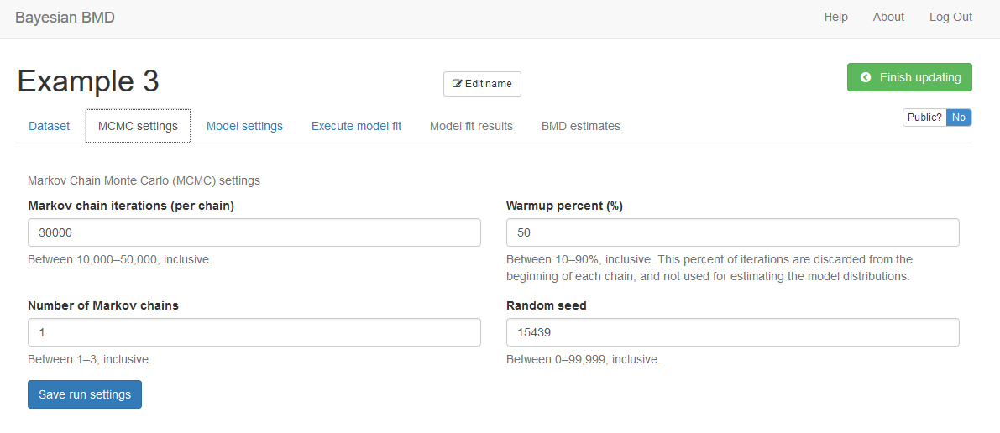 Bayesian BMD
Help About Log Out
Example 3
Edit name
Finish updating
Dataset MCMC settings Model settings Execute model fit Model fit results BMD estimates
Public? No
Markov Chain Monte Carlo (MCMC) settings
Markov chain iterations (per chain)
30000
Between 10,000–50,000, inclusive.
Warmup percent (%)
50
Between 10–90%, inclusive. This percent of iterations are discarded from the
beginning of each chain, and not used for estimating the model distributions.
Number of Markov chains
1
Between 1–3, inclusive.
Random seed
15439
Between 0–99,999, inclusive.
Save run settings